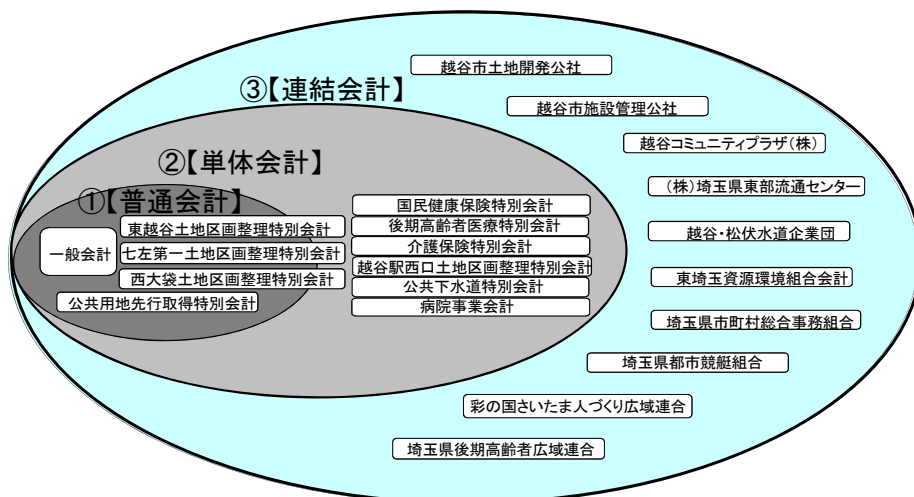 ③【連結会計】
②【単体会計】
①【普通会計】
一般会計
東越谷土地区画整理特別会計
七左第一土地区画整理特別会計
西大袋土地区画整理特別会計
公共用地先行取得特別会計
国民健康保険特別会計
後期高齢者医療特別会計
介護保険特別会計
越谷駅西口土地区画整理特別会計
公共下水道特別会計
病院事業会計
越谷市土地開発公社
越谷市施設管理公社
越谷コミュニティプラザ(株)
(株)埼玉県東部流通センター
越谷・松伏水道企業団
東埼玉資源環境組合会計
埼玉県市町村総合事務組合
埼玉県都市競艇組合
彩の国さいたま人づくり広域連合
埼玉県後期高齢者広域連合